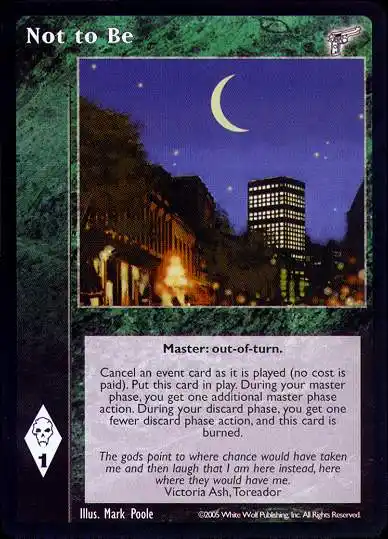 Not to Be
Master: out-of-turn.
Cancel an event card as it is played (no cost is
paid). Put this card in play. During your master
phase, you get one additional master phase
action. During your discard phase, you get one
fewer discard phase action, and this card is
burned.
The gods point to where chance would have taken
me and then laugh that I am here instead, here
where they would have me.
Victoria Ash, Toreador
1
Illus. Mark Poole
©2005 White Wolf Publishing, Inc. All Rights Reserved.